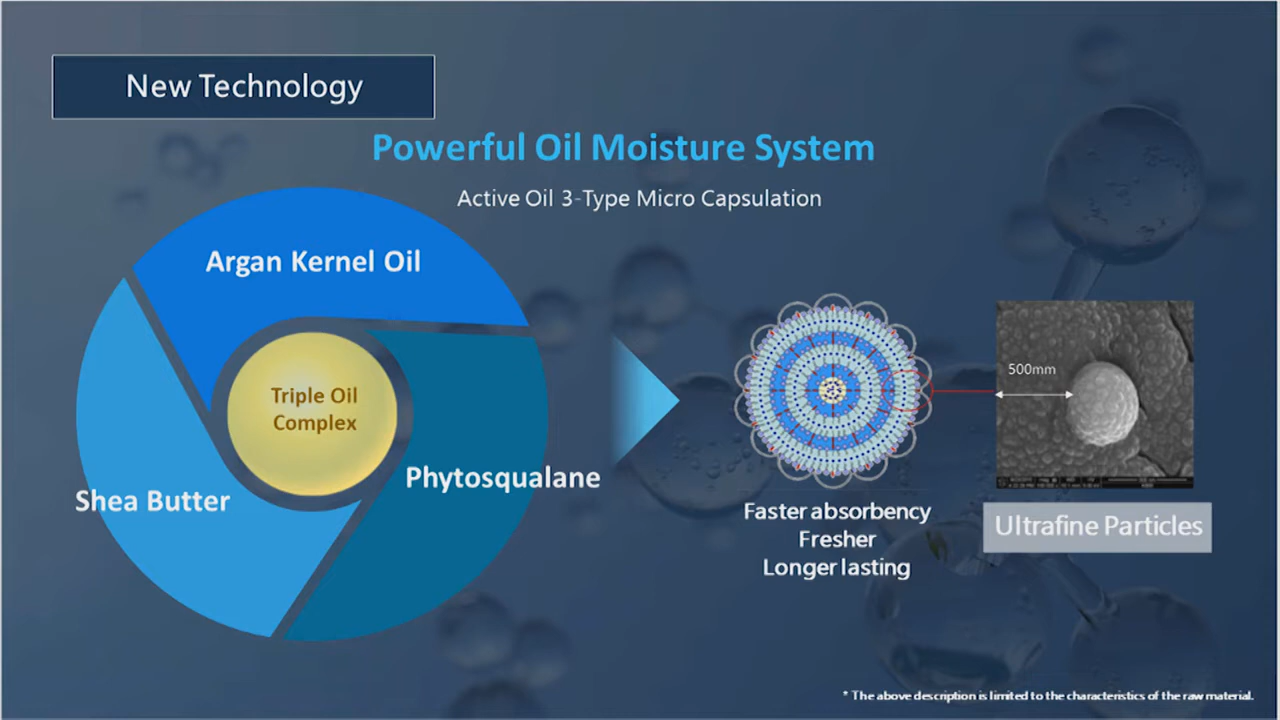 New Technology
Powerful Oil Moisture System
Active Oil 3-Type Micro Capsulation
Argan Kernel Oil
Triple Oil
Complex
Shea Butter
Phytosqualane
Faster absorbency
Fresher
Longer lasting
500mm
Ultrafine Particles
* The above description is limited to the characteristics of the raw material.